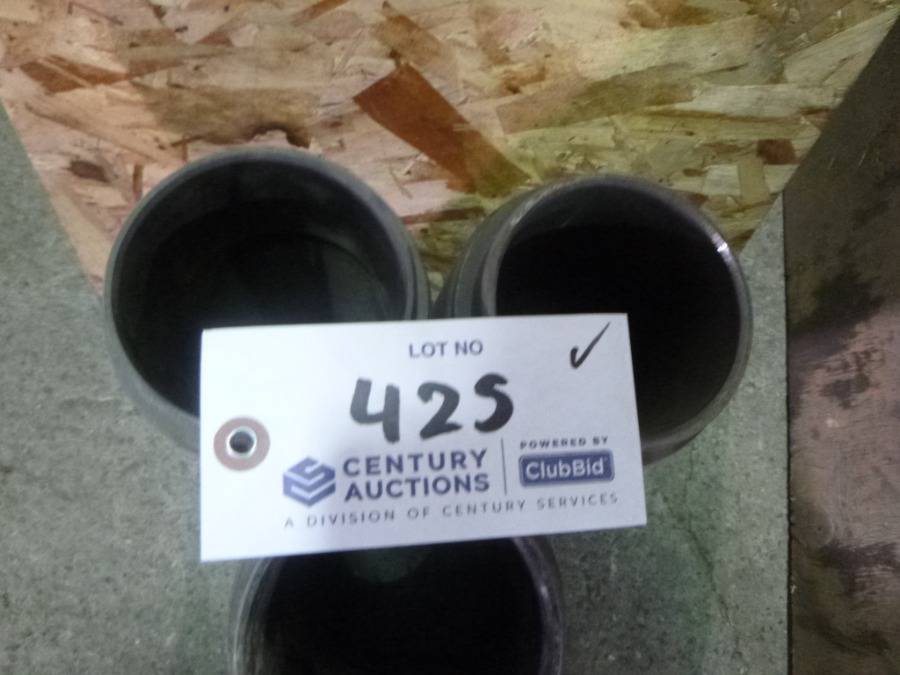 LOT NO
425
CENTURY
AUCTIONS
POWERED BY
ClubBid
A DIVISION OF CENTURY SERVICES